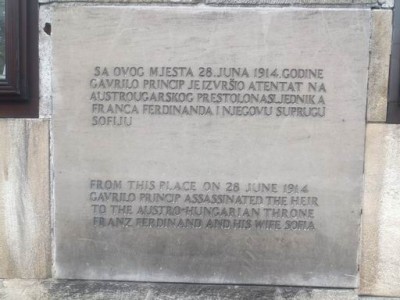 SA OVOG MJESTA 28. JUNA 1914. GODINE
GAVRILO PRINCIP JE IZVRŠIO ATENTAT NA
AUSTROUGARSKOG PRESTOLONASLJEDNIKA
FRANCA FERDINANDA I NJEGOVU SUPRUGU
SOFIJU
FROM THIS PLACE ON 28 JUNE 1914
GAVRILO PRINCIP ASSASSINATED THE HEIR
TO THE AUSTRO-HUNGARIAN THRONE
FRANZ FERDINAND AND HIS WIFE SOFIA